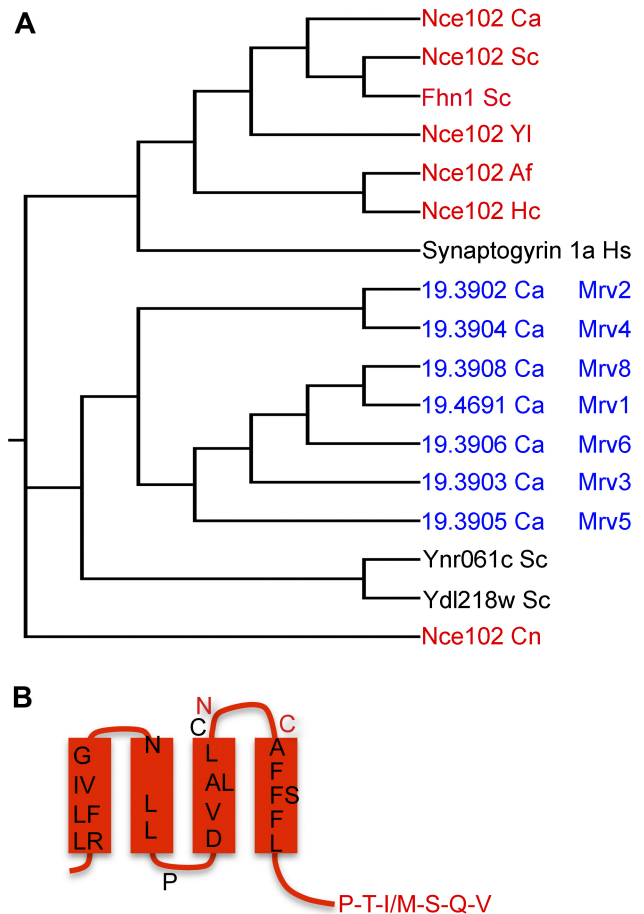 A
Nce102 Ca
Nce102 Sc
Fhn1 Sc
Nce102 Yl
Nce102 Af
Nce102 Hc
Synaptogyrin 1a Hs
19.3902 Ca Mrv2
19.3904 Ca Mrv4
19.3908 Ca Mrv8
19.4691 Ca Mrv1
19.3906 Ca Mrv6
19.3903 Ca Mrv3
19.3905 Ca Mrv5
Ynr061c Sc
Ydl218w Sc
Nce102 Cn
B
G
IV
LF
LR
N
L
L
P
N
C
L
AL
V
D
C
A
F
FS
F
L
P-T-I/M-S-Q-V